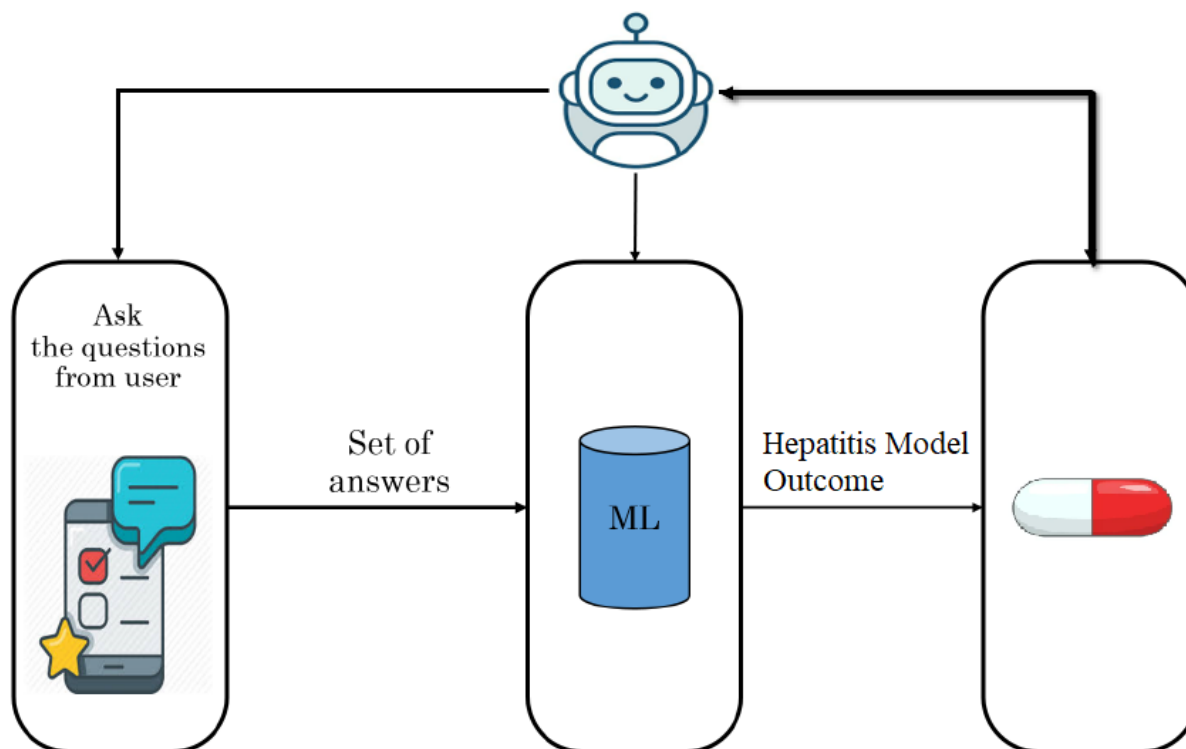 Ask
the questions
from user
Set of
answers
ML
Hepatitis Model
Outcome